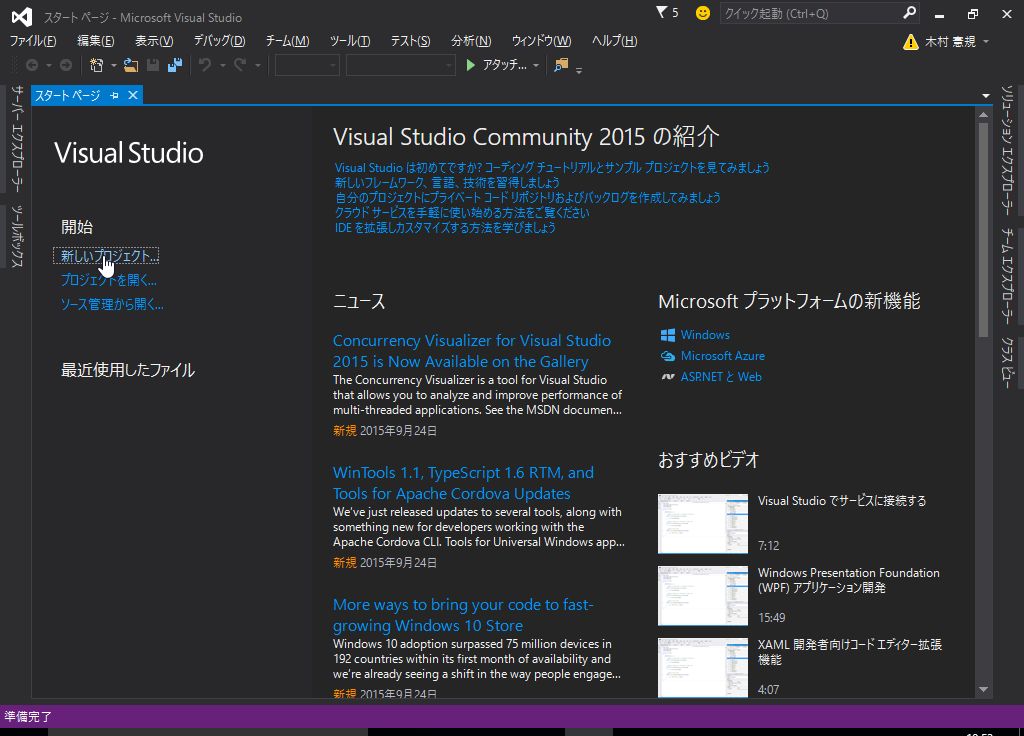 スタート ページ - Microsoft Visual Studio
5
クイック起動 (Ctrl+Q)
ファイル(F) 編集(E) 表示(V) デバッグ(D) チーム(M) ツール(T) テスト(S) 分析(N) ウィンドウ(W) ヘルプ(H)
木村 憲規
アタッチ...
スタート ページ
サーバー エクスプローラー
ツールボックス
Visual Studio
開始
新しいプロジェクト...
プロジェクトを開く...
ソース管理から開く...
最近使用したファイル
Visual Studio Community 2015 の紹介
Visual Studio は初めてですか? コーディング チュートリアルとサンプル プロジェクトを見てみましょう
新しいフレームワーク、言語、技術を習得しましょう
自分のプロジェクトにプライベート コード リポジトリおよびバックログを作成してみましょう
クラウド サービスを手軽に使い始める方法をご覧ください
IDE を拡張しカスタマイズする方法を学びましょう
ニュース
Concurrency Visualizer for Visual Studio
2015 is Now Available on the Gallery
The Concurrency Visualizer is a tool for Visual Studio
that allows you to analyze and improve performance of
multi-threaded applications. See the MSDN documen...
新規 2015年9月24日
WinTools 1.1, TypeScript 1.6 RTM, and
Tools for Apache Cordova Updates
We've just released updates to several tools, along with
something new for developers working with the
Apache Cordova CLI. Tools for Universal Windows app...
新規 2015年9月24日
More ways to bring your code to fast-
growing Windows 10 Store
Windows 10 adoption surpassed 75 million devices in
192 countries within its first month of availability and
we're already seeing a shift in the way people engage...
新規 2015年9月24日
Microsoft プラットフォームの新機能
Windows
Microsoft Azure
ASP.NET と Web
おすすめビデオ
Visual Studio でサービスに接続する
7:12
Windows Presentation Foundation
(WPF) アプリケーション開発
15:49
XAML 開発者向けコード エディター拡張
機能
4:07
ソリューション エクスプローラー
チーム エクスプローラー
クラス ビュー
準備完了